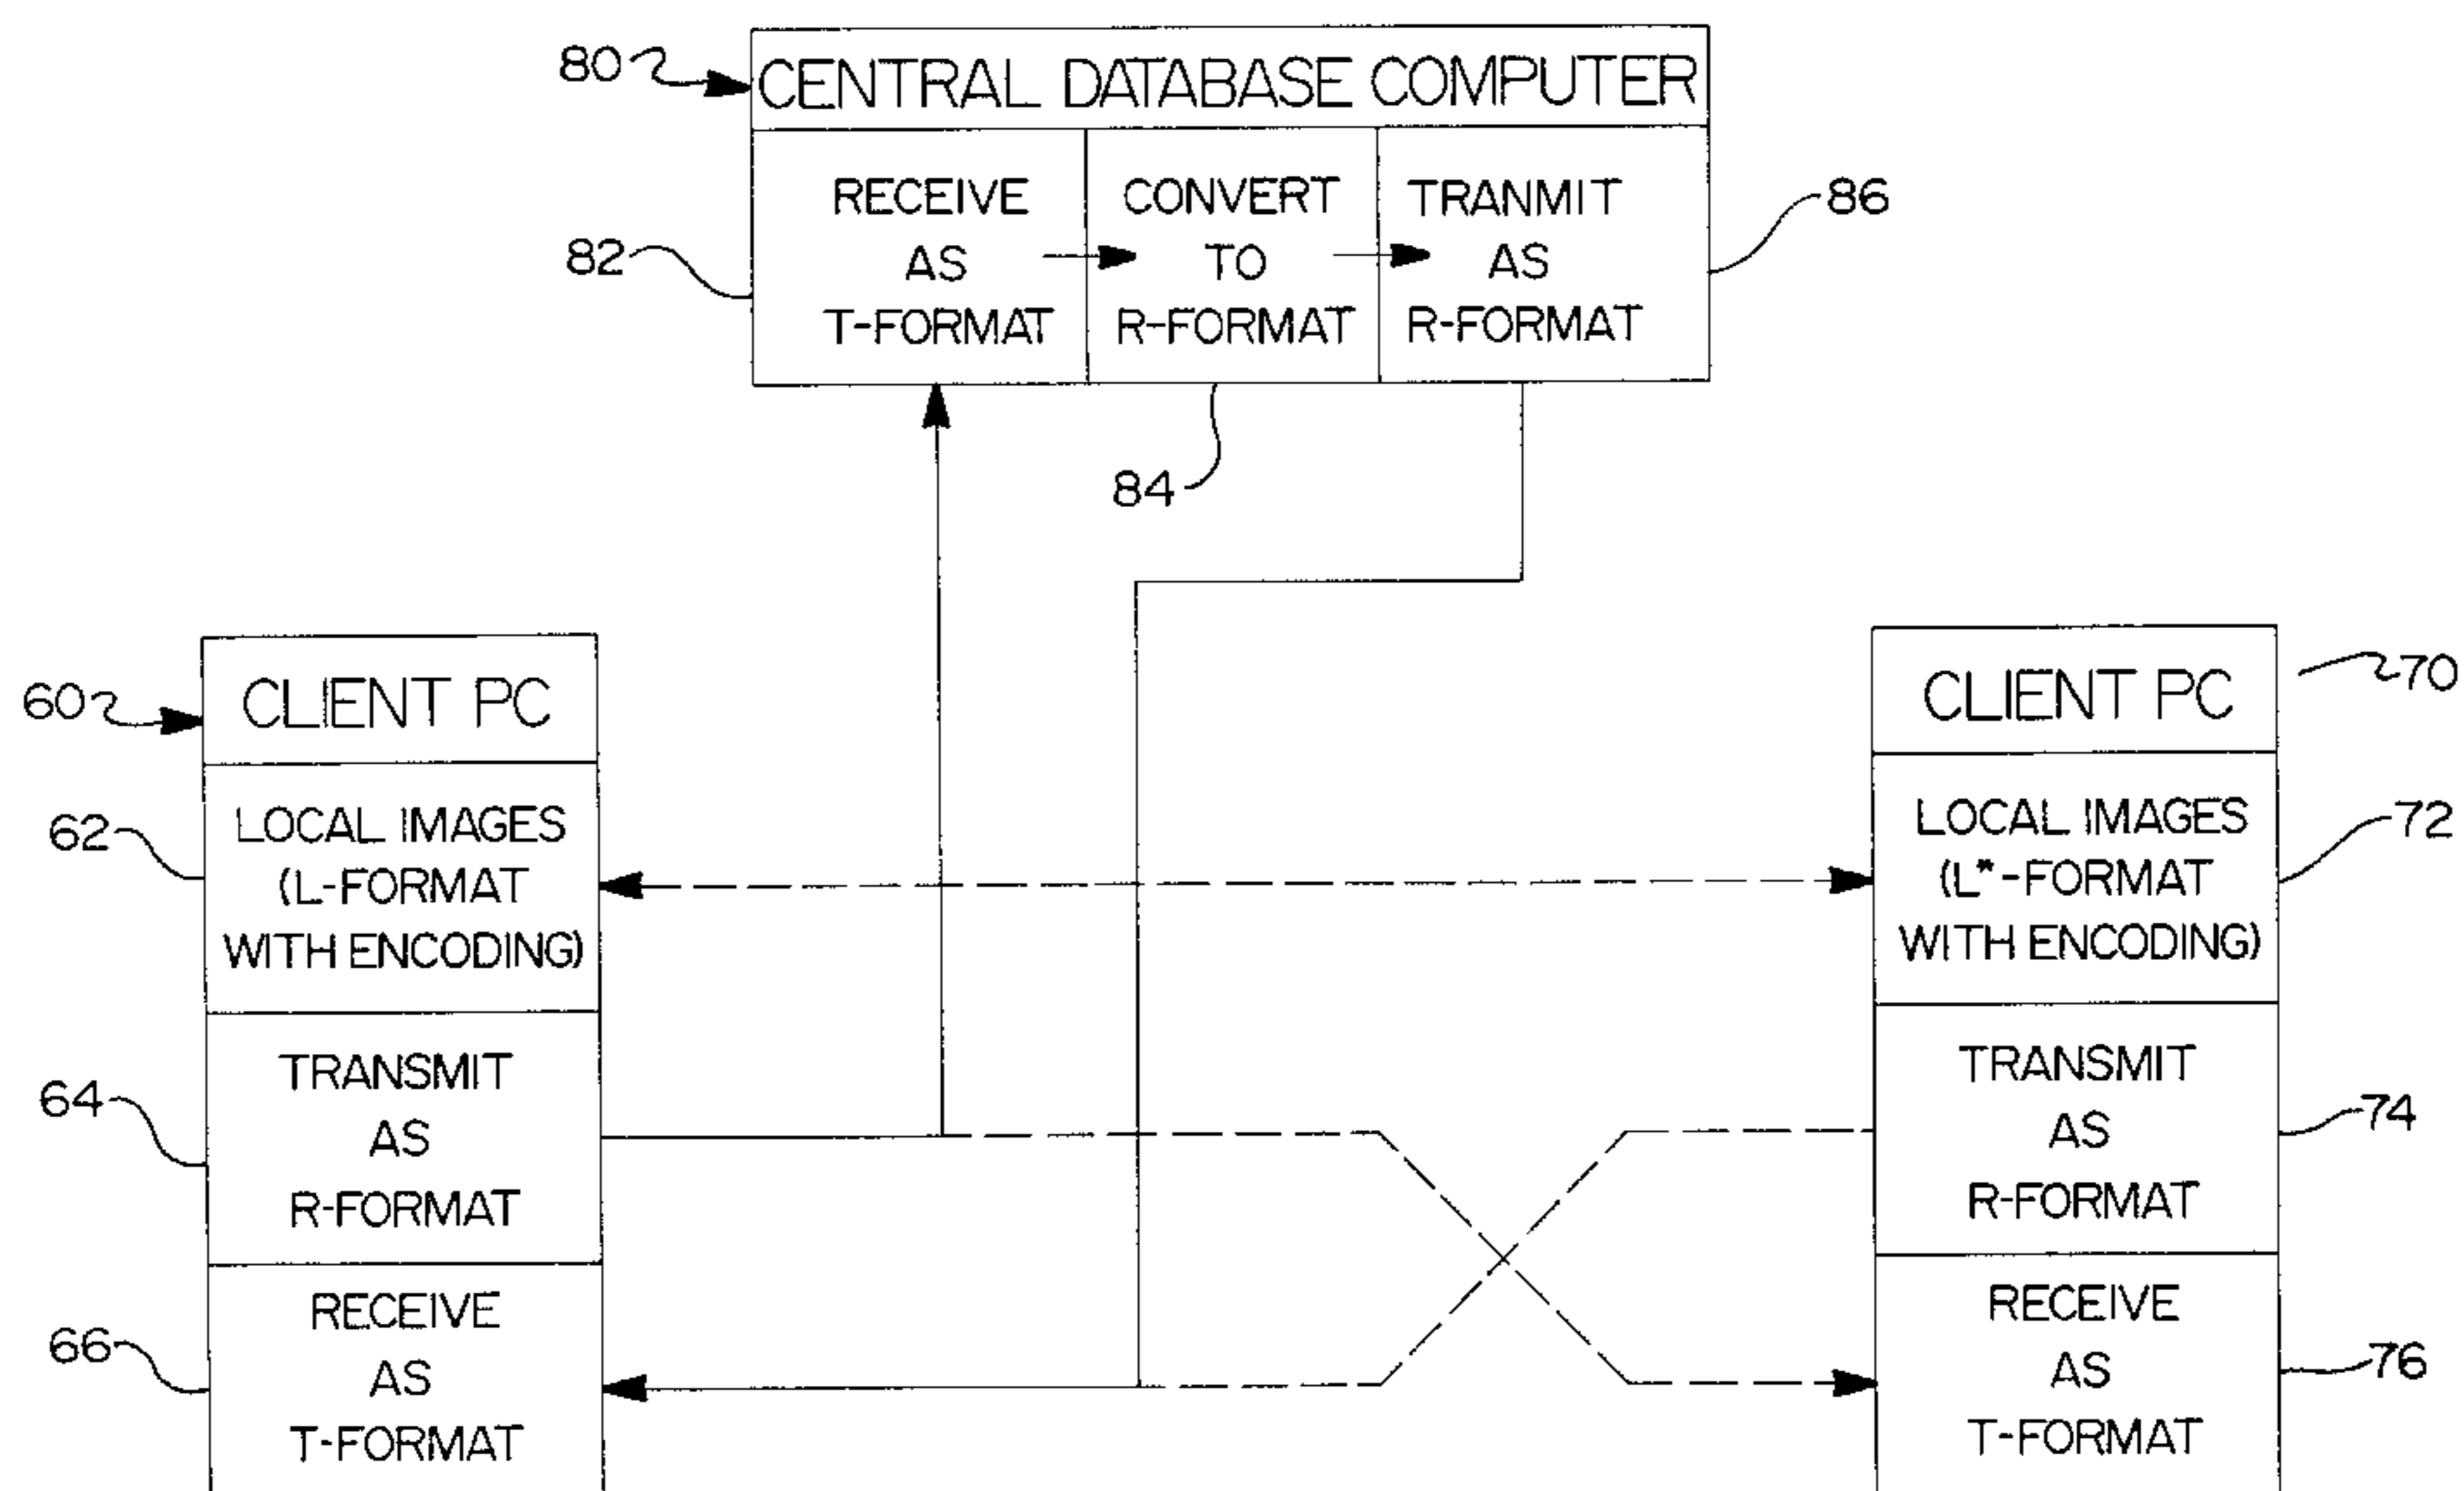 80
CENTRAL DATABASE COMPUTER
82
RECEIVE
AS
T-FORMAT
CONVERT
TO
R-FORMAT
TRANMIT
AS
R-FORMAT
86
84
60
CLIENT PC
62
LOCAL IMAGES
(L-FORMAT
WITH ENCODING)
64
TRANSMIT
AS
R-FORMAT
66
RECEIVE
AS
T-FORMAT
CLIENT PC
70
LOCAL IMAGES
(L*-FORMAT
WITH ENCODING)
72
TRANSMIT
AS
R-FORMAT
74
RECEIVE
AS
T-FORMAT
76